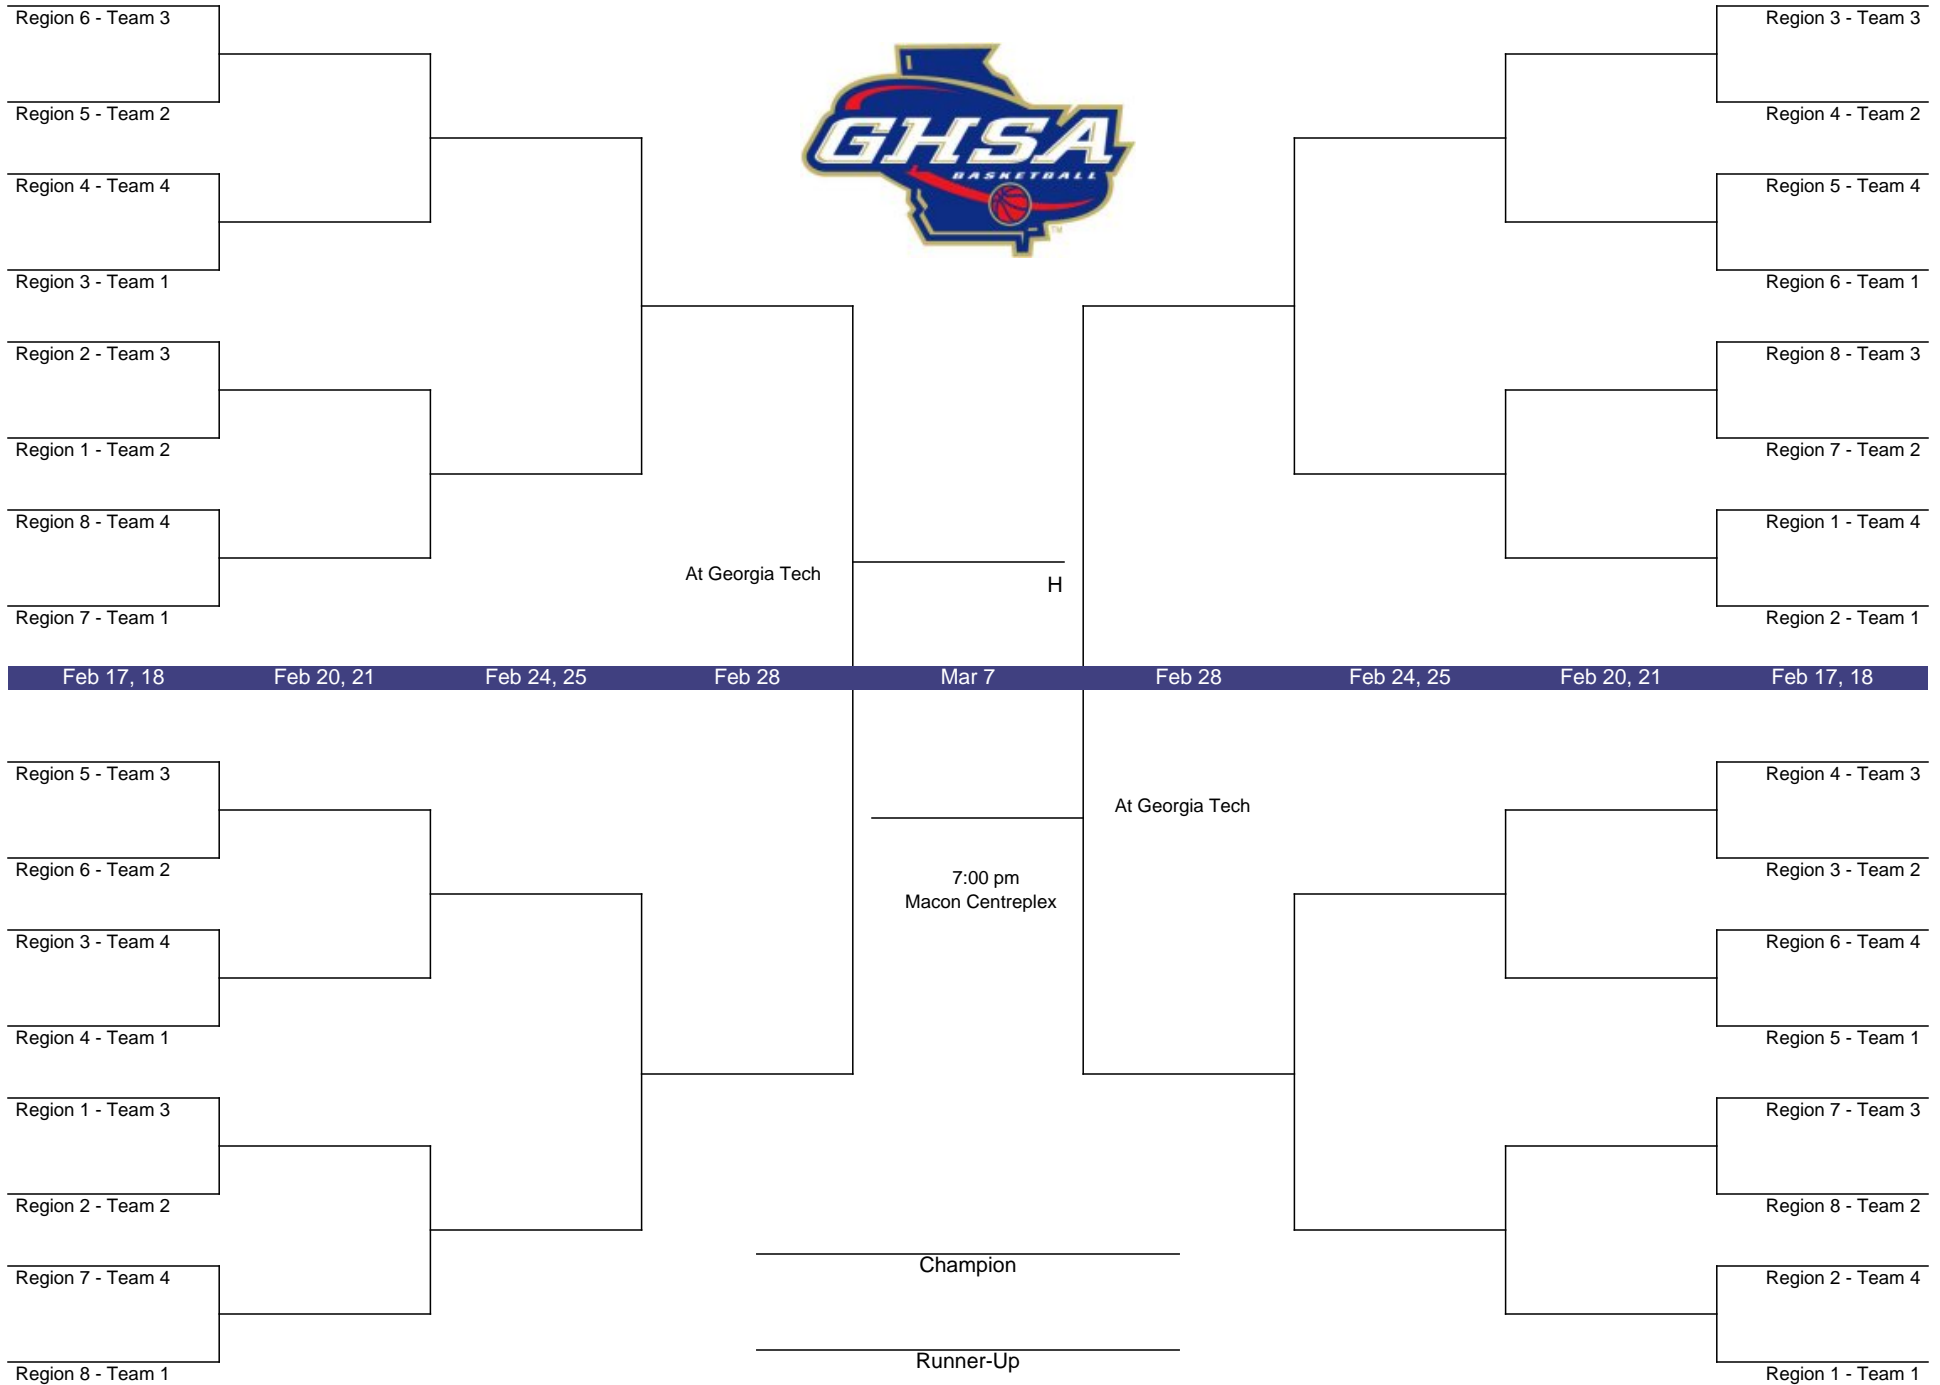 Region 6 - Team 3
Region 5 - Team 2
Region 4 - Team 4
Region 3 - Team 1
Region 2 - Team 3
Region 1 - Team 2
Region 8 - Team 4
Region 7 - Team 1
GHSA
BASKETBALL
TM
At Georgia Tech
H
Region 3 - Team 3
Region 4 - Team 2
Region 5 - Team 4
Region 6 - Team 1
Region 8 - Team 3
Region 7 - Team 2
Region 1 - Team 4
Region 2 - Team 1
Feb 17, 18 Feb 20, 21 Feb 24, 25 Feb 28 Mar 7 Feb 28 Feb 24, 25 Feb 20, 21 Feb 17, 18
Region 5 - Team 3
Region 6 - Team 2
Region 3 - Team 4
Region 4 - Team 1
Region 1 - Team 3
Region 2 - Team 2
Region 7 - Team 4
Region 8 - Team 1
At Georgia Tech
7:00 pm
Macon Centreplex
Champion
Runner-Up
Region 4 - Team 3
Region 3 - Team 2
Region 6 - Team 4
Region 5 - Team 1
Region 7 - Team 3
Region 8 - Team 2
Region 2 - Team 4
Region 1 - Team 1